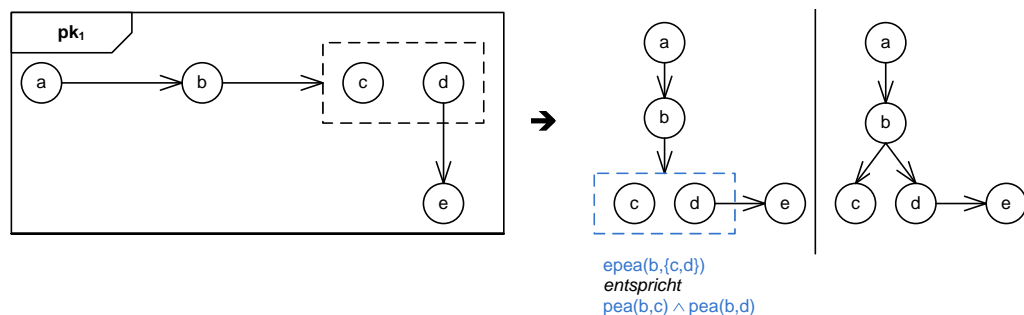 pk₁
a b c d
e
a
b
c d e
epea(b,{c,d})
entspricht
pea(b,c) ∧ pea(b,d)
a
b
c d e